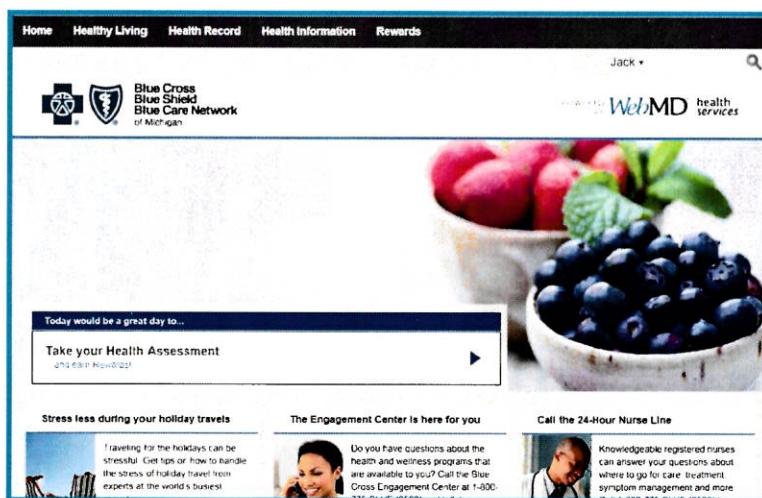 Home Healthy Living Health Record Health Information Rewards
Jack
Blue Cross
Blue Shield
Blue Care Network
of Michigan
WebMD health
services
Today would be a great day to...
Take your Health Assessment
and earn Rewards!
Stress less during your holiday travels
Traveling for the holidays can be
stressful. Get tips on how to handle
the stress of holiday travel from
experts at the world's busiest
The Engagement Center is here for you
Do you have questions about the
health and wellness programs that
are available to you? Call the Blue
Cross Engagement Center at 1-800-
Call the 24-Hour Nurse Line
Knowledgeable registered nurses
can answer your questions about
where to go for care, treatment
symptom management and more